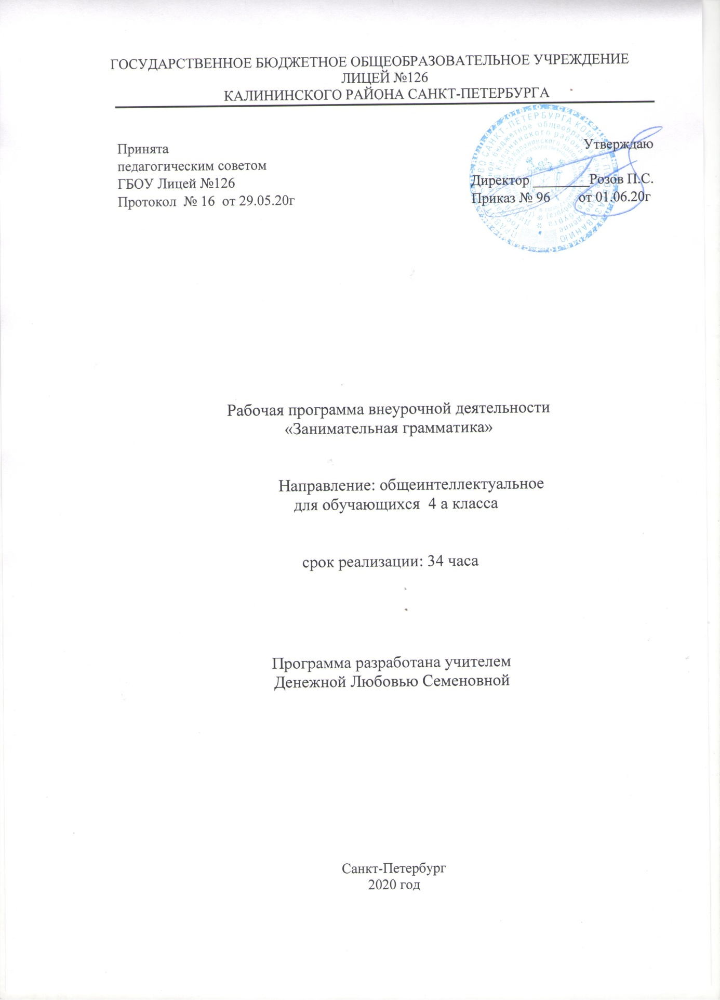 ГОСУДАРСТВЕННОЕ БЮДЖЕТНОЕ ОБЩЕОБРАЗОВАТЕЛЬНОЕ УЧРЕЖДЕНИЕ
ЛИЦЕЙ №126
КАЛИНИНСКОГО РАЙОНА САНКТ-ПЕТЕРБУРГА
Принята
педагогическим советом
ГБОУ Лицей №126
Протокол № 16 от 29.05.20г
Утверждаю
Директор ________Розов П.С.
Приказ № 96 от 01.06.20г
Рабочая программа внеурочной деятельности
«Занимательная грамматика»
Направление: общеинтеллектуальное
для обучающихся 4 а класса
срок реализации: 34 часа
Программа разработана учителем
Денежной Любовью Семеновной
Санкт-Петербург
2020 год